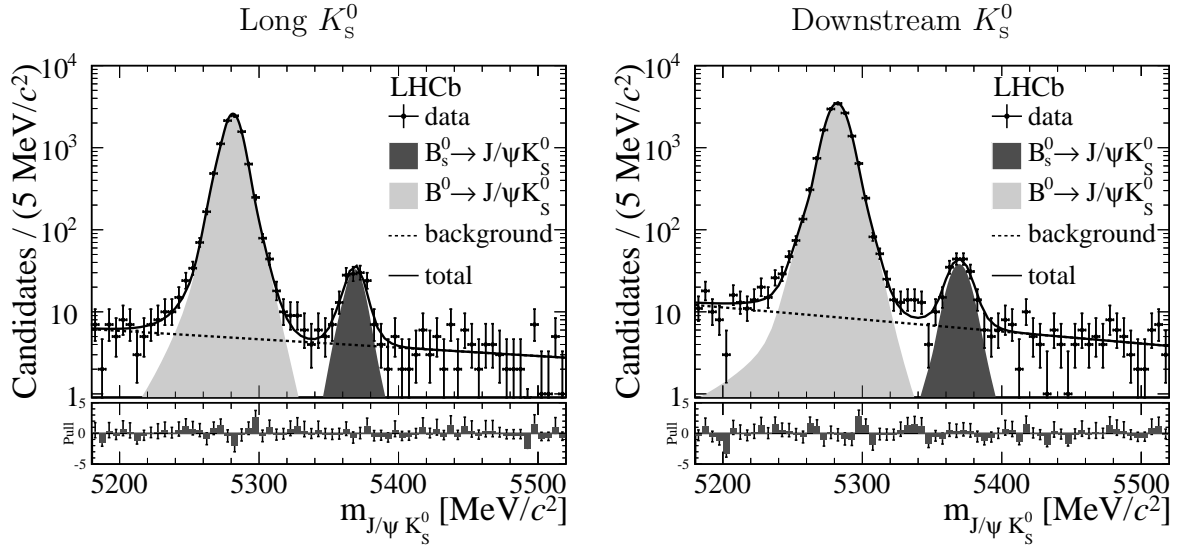 Long K⁰S
Downstream K⁰S
Candidates / (5 MeV/c²)
10⁴
10³
10²
10
1
LHCb
data
B⁰s → J/ψK⁰S
B⁰ → J/ψK⁰S
background
total
Pull
5
0
-5
5200 5300 5400 5500
m J/ψ K⁰S [MeV/c²]
Candidates / (5 MeV/c²)
10⁴
10³
10²
10
1
LHCb
data
B⁰s → J/ψK⁰S
B⁰ → J/ψK⁰S
background
total
Pull
5
0
-5
5200 5300 5400 5500
m J/ψ K⁰S [MeV/c²]